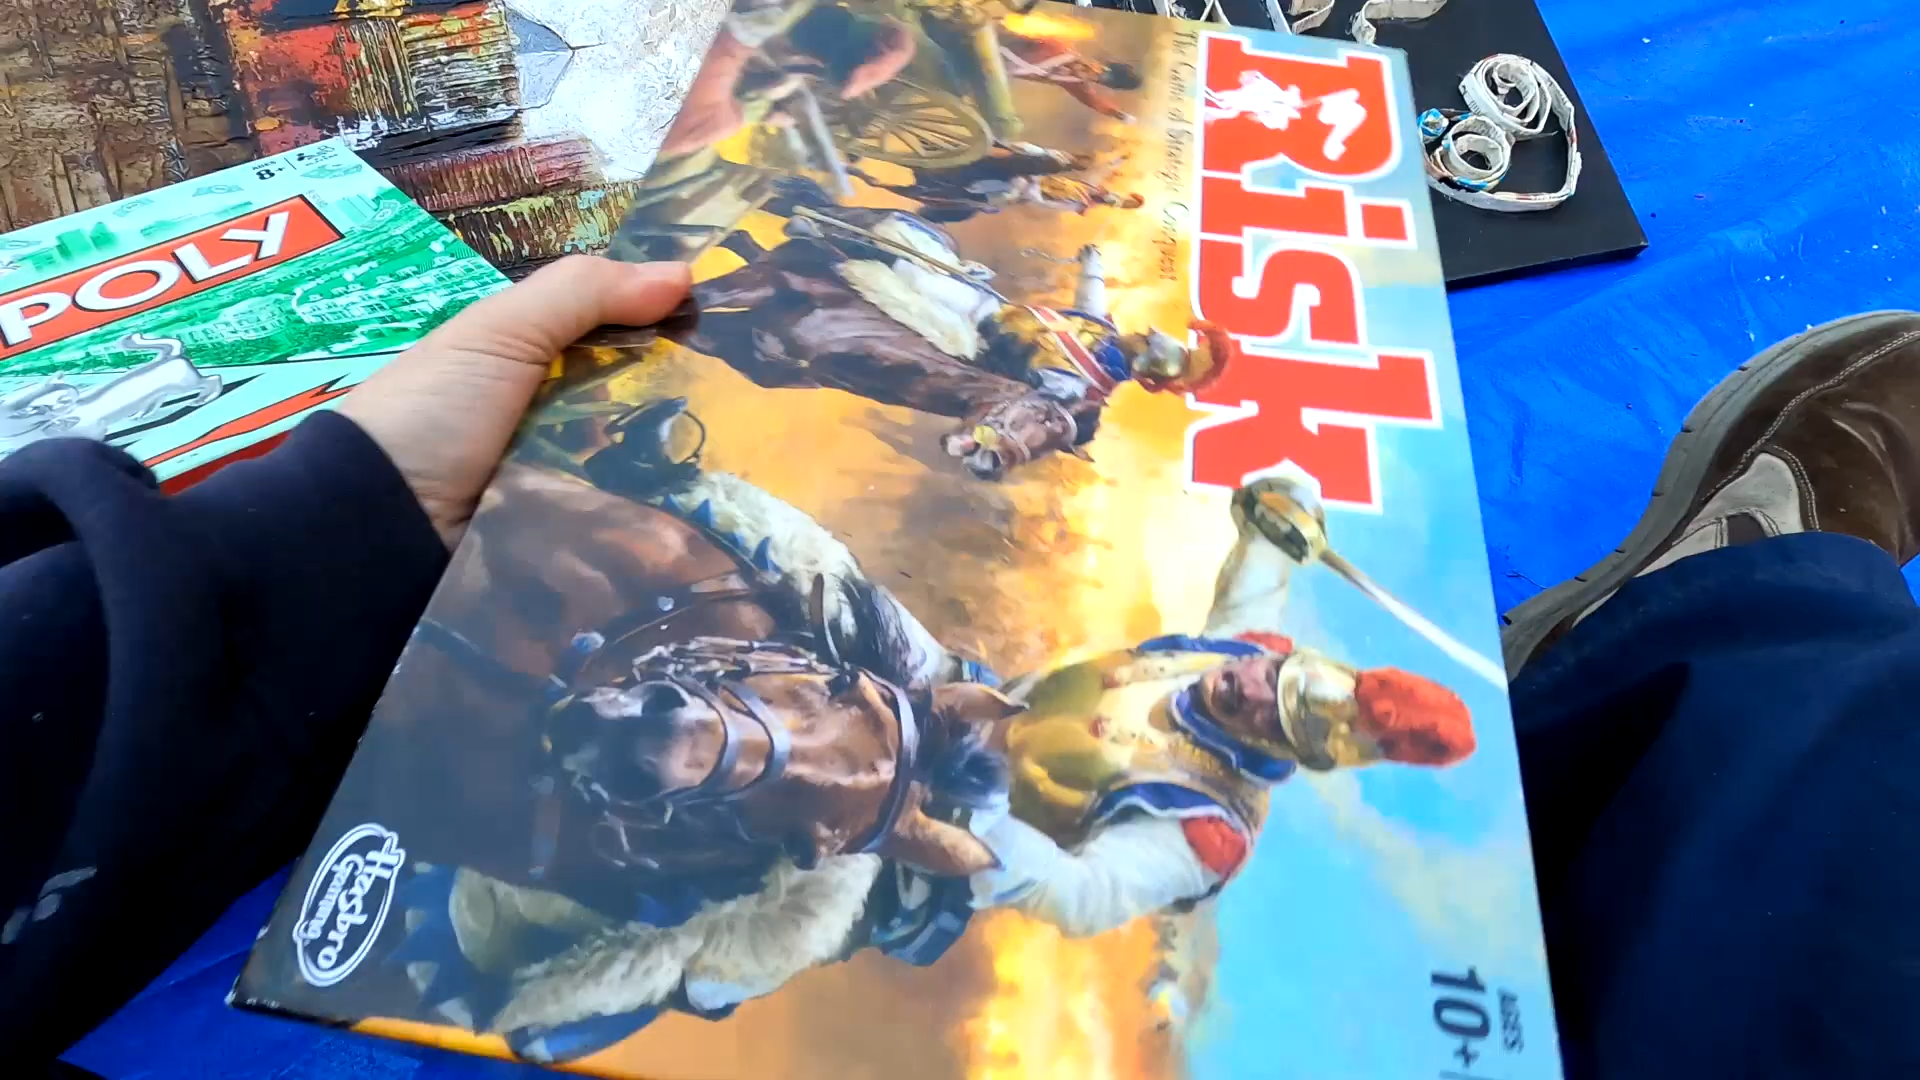 Risk
The Game of Strategic Conquest
Hasbro
Gaming
AGES
10+
POLY
AGES
8+